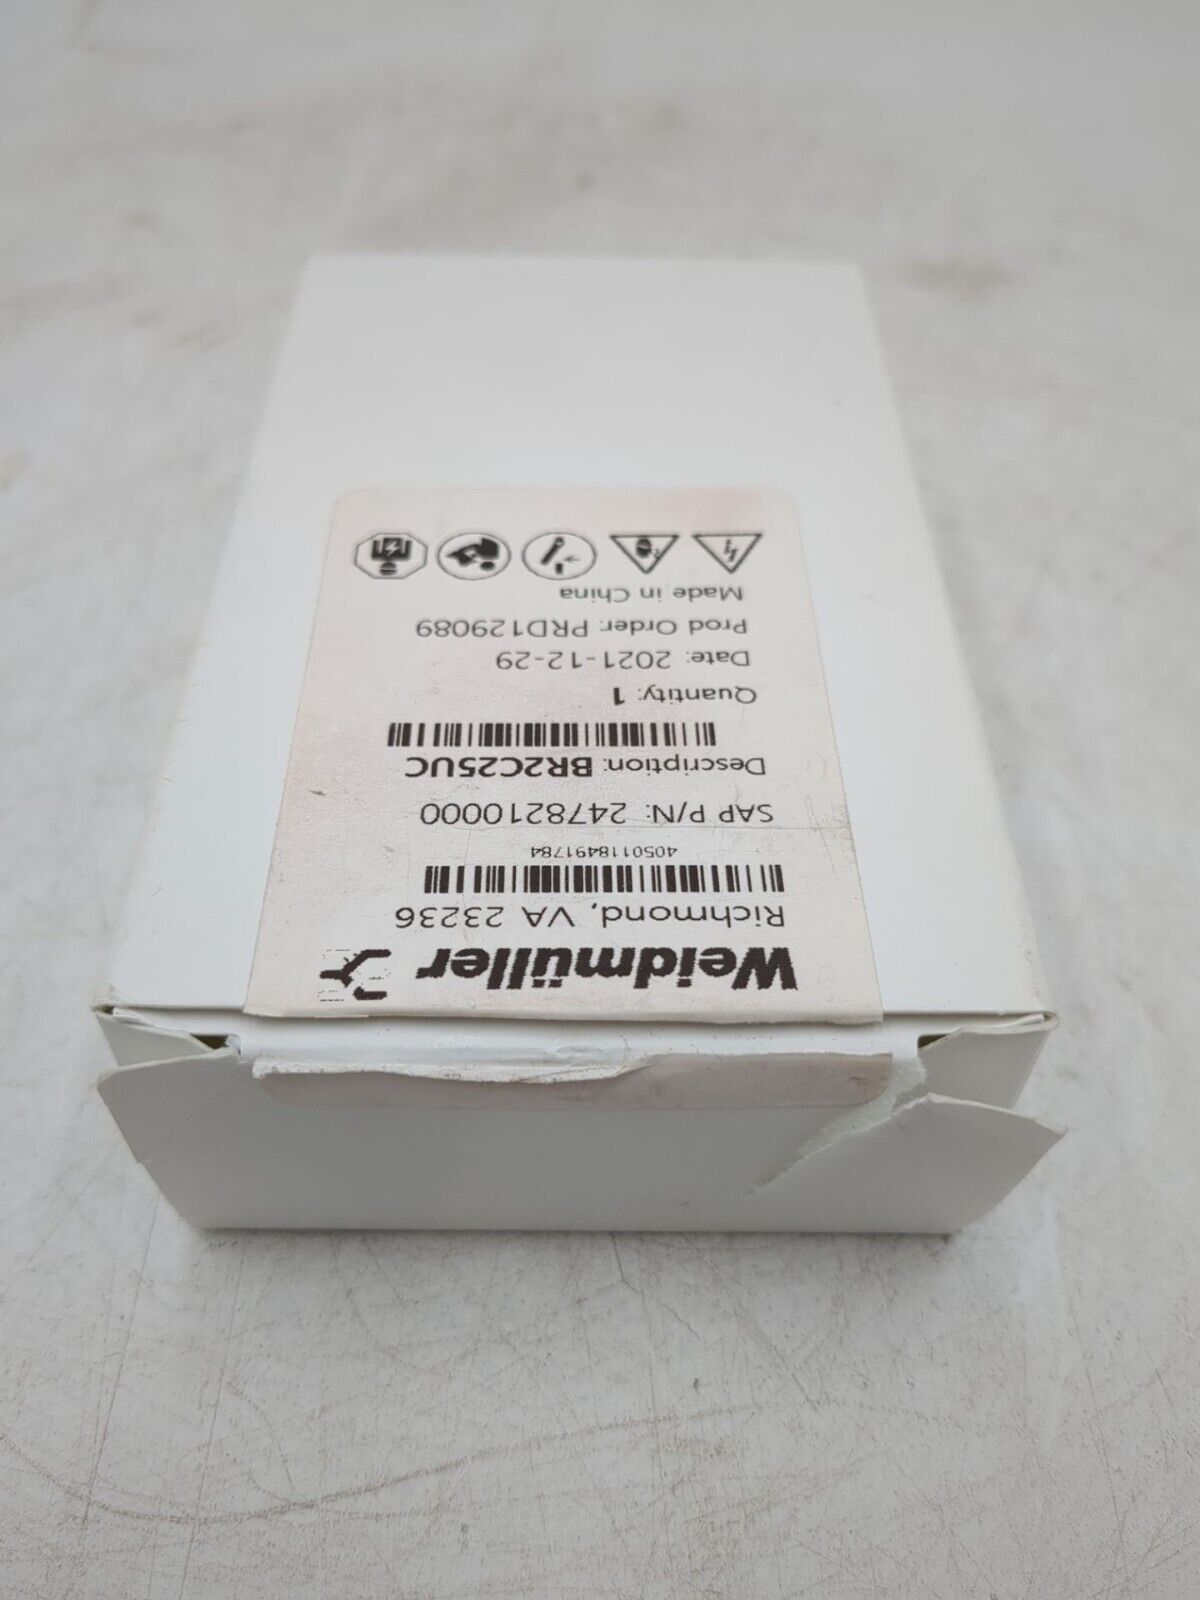 Weidmüller
Richmond, VA 23236
4050118491784
SAP P/N: 2478210000
Description: BR2C25UC
Quantity: 1
Date: 2021-12-29
Prod Order: PRD129089
Made in China